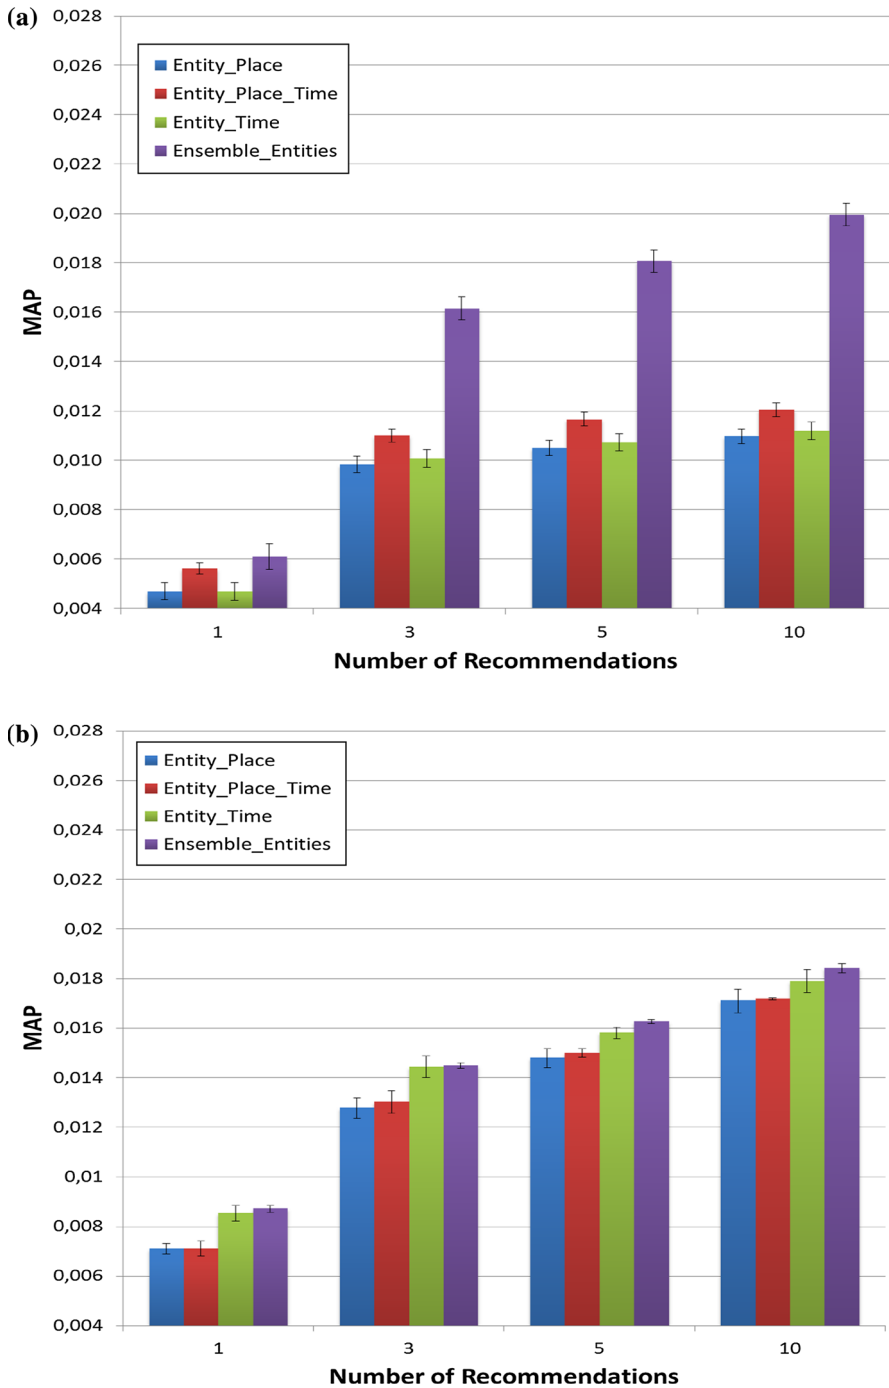 (a)
0,028
0,026
0,024
0,022
0,020
0,018
0,016
0,014
0,012
0,010
0,008
0,006
0,004
MAP
Entity_Place
Entity_Place_Time
Entity_Time
Ensemble_Entities
1 3 5 10
Number of Recommendations
(b)
0,028
0,026
0,024
0,022
0,02
0,018
0,016
0,014
0,012
0,01
0,008
0,006
0,004
MAP
Entity_Place
Entity_Place_Time
Entity_Time
Ensemble_Entities
1 3 5 10
Number of Recommendations